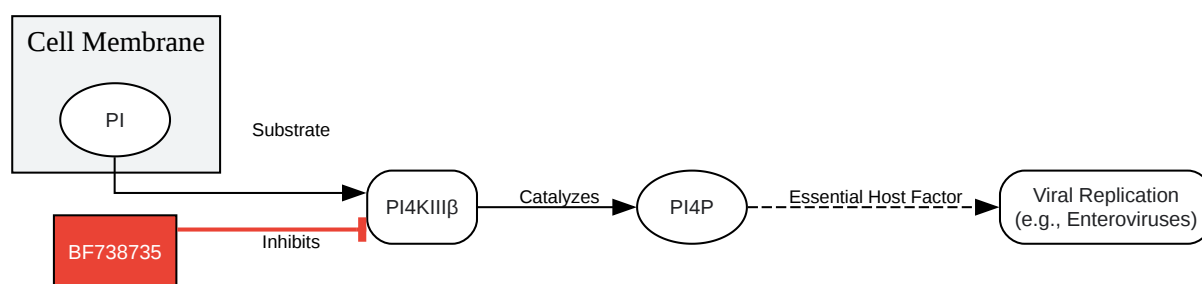 Cell Membrane
PI
Substrate
BF738735
Inhibits
PI4KIIIβ
Catalyzes
PI4P
Essential Host Factor
Viral Replication
(e.g., Enteroviruses)